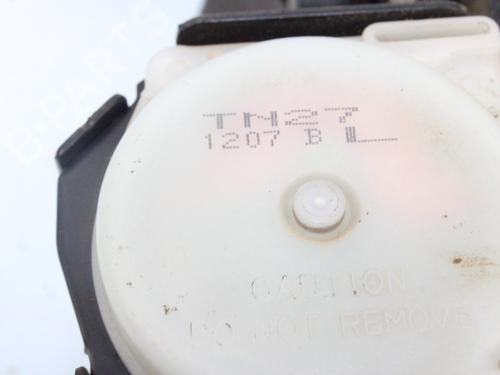 TN27
1207 B L
CAUTION
DO NOT REMOVE